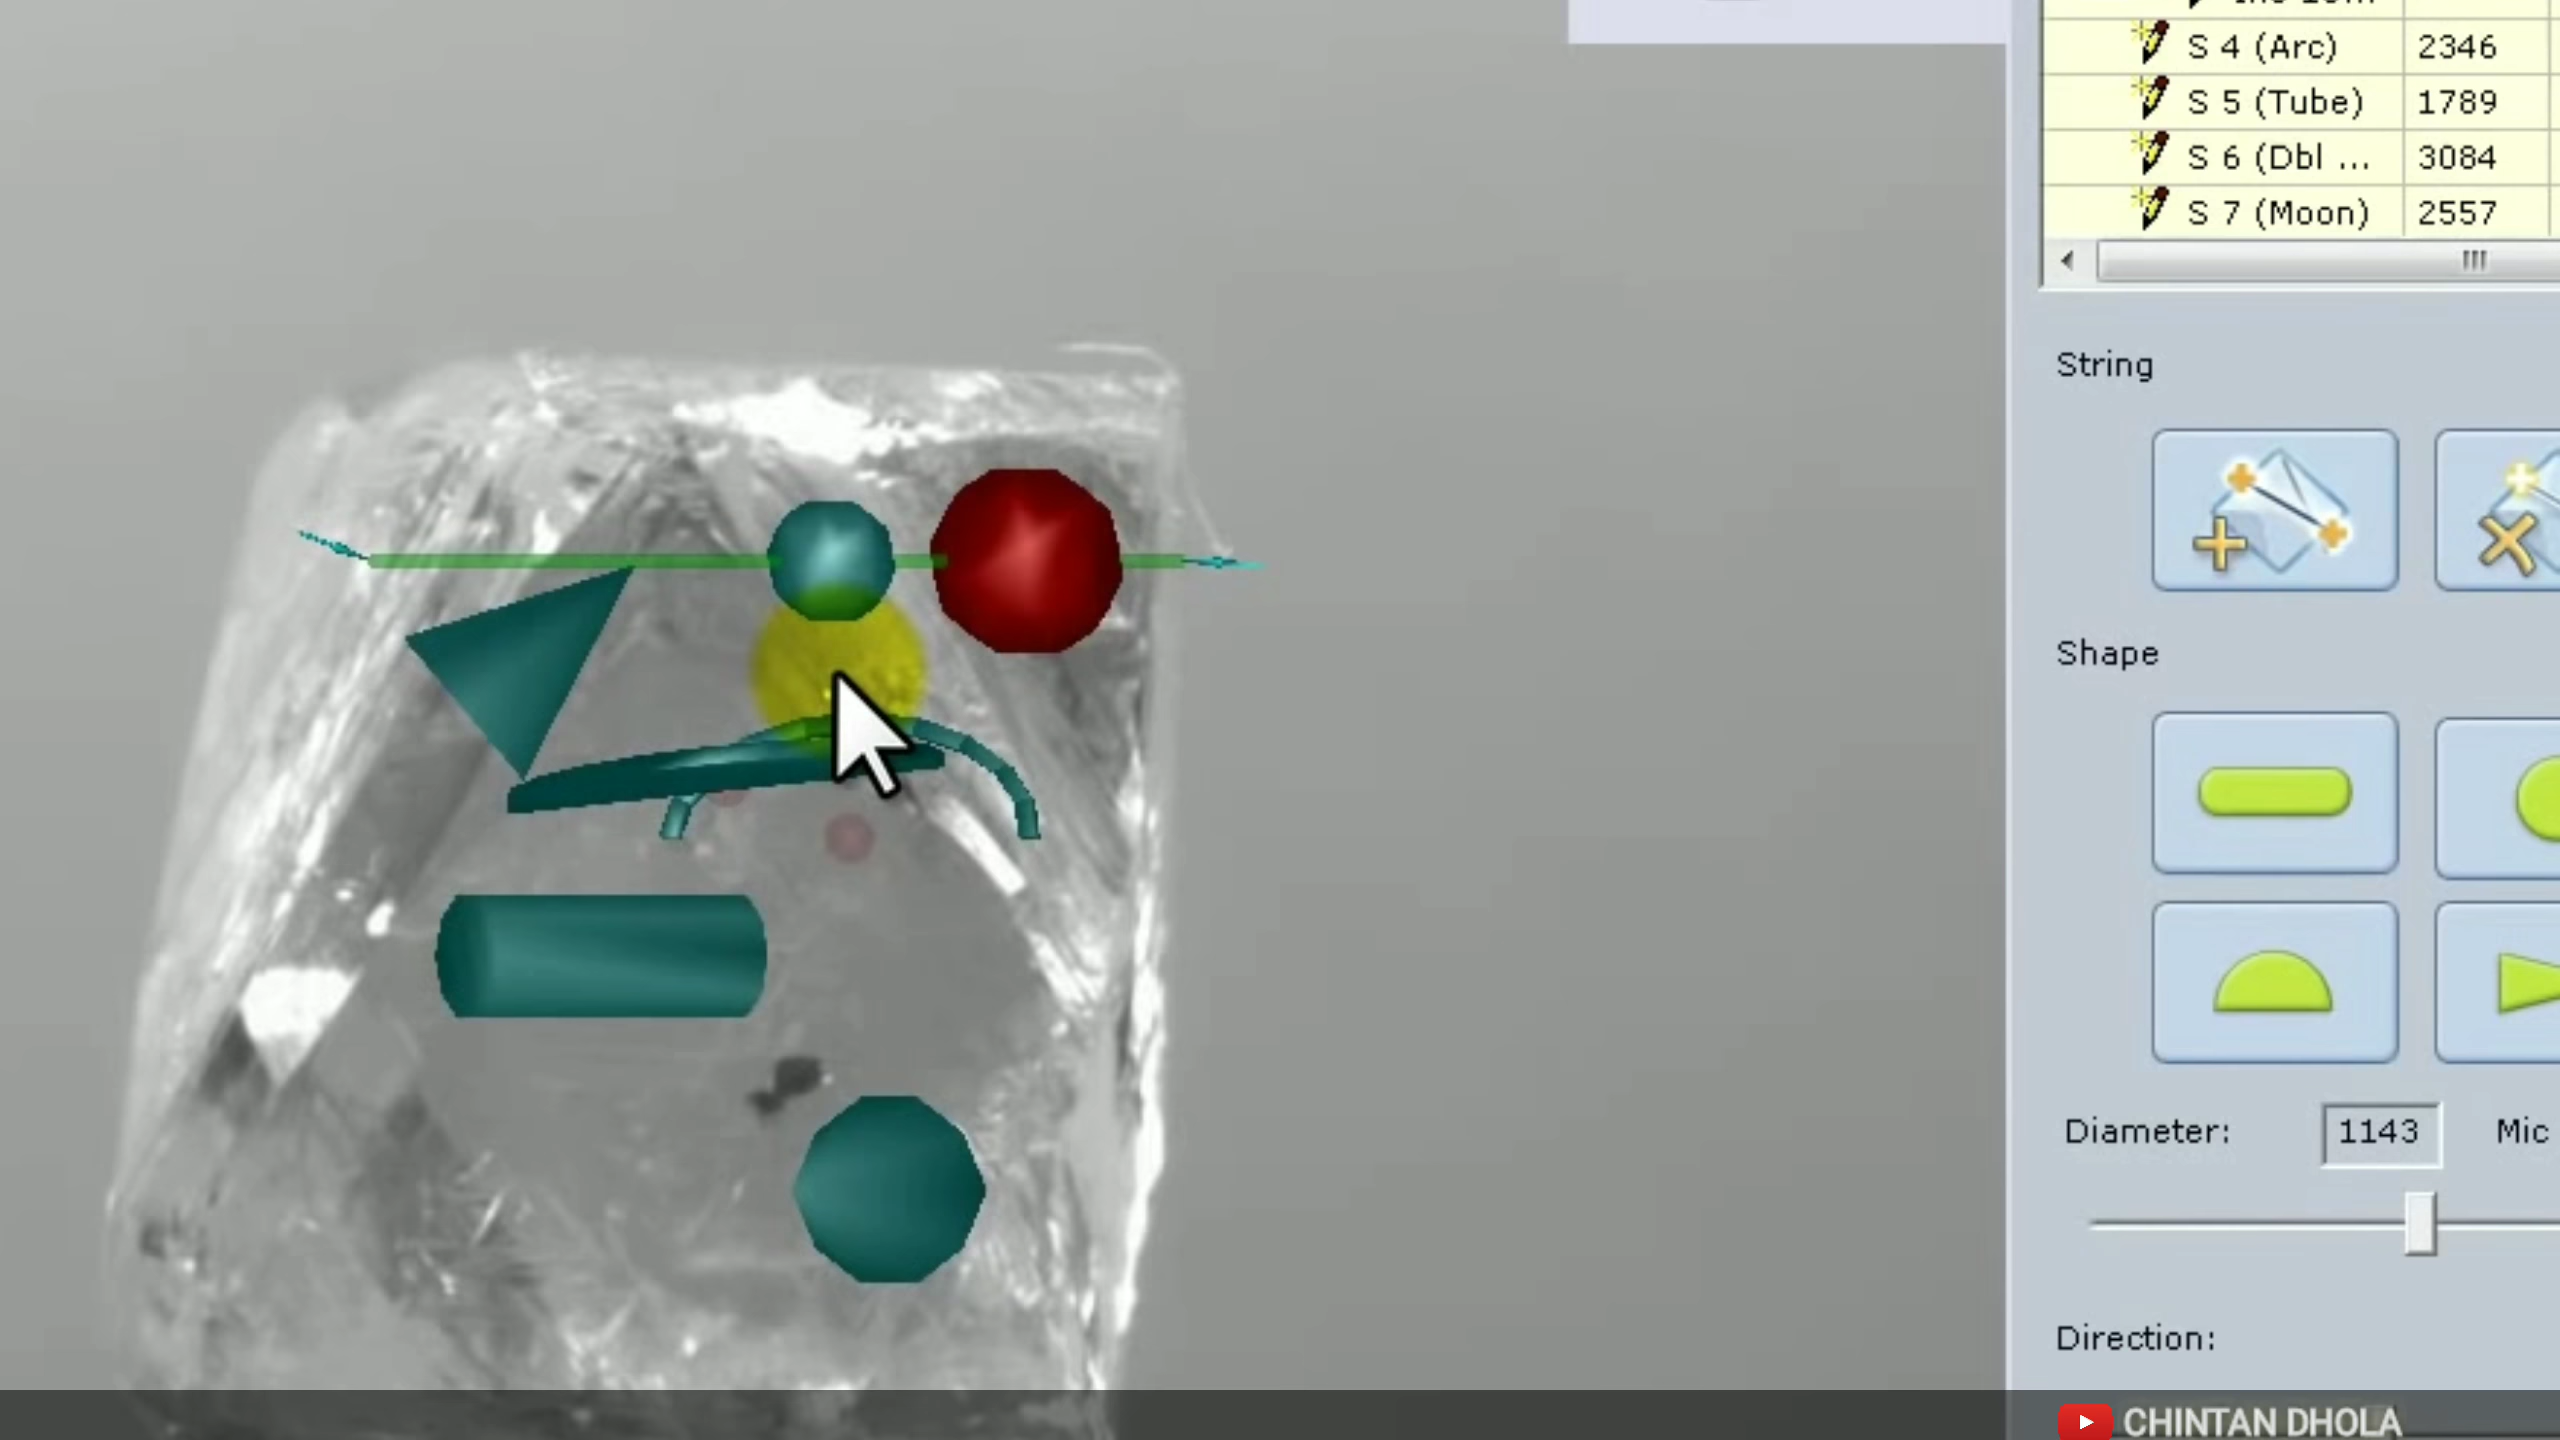 S 4 (Arc) 2346
S 5 (Tube) 1789
S 6 (Dbl ... 3084
S 7 (Moon) 2557
String
Shape
Diameter: 1143 Mic
Direction:
CHINTAN DHOLA